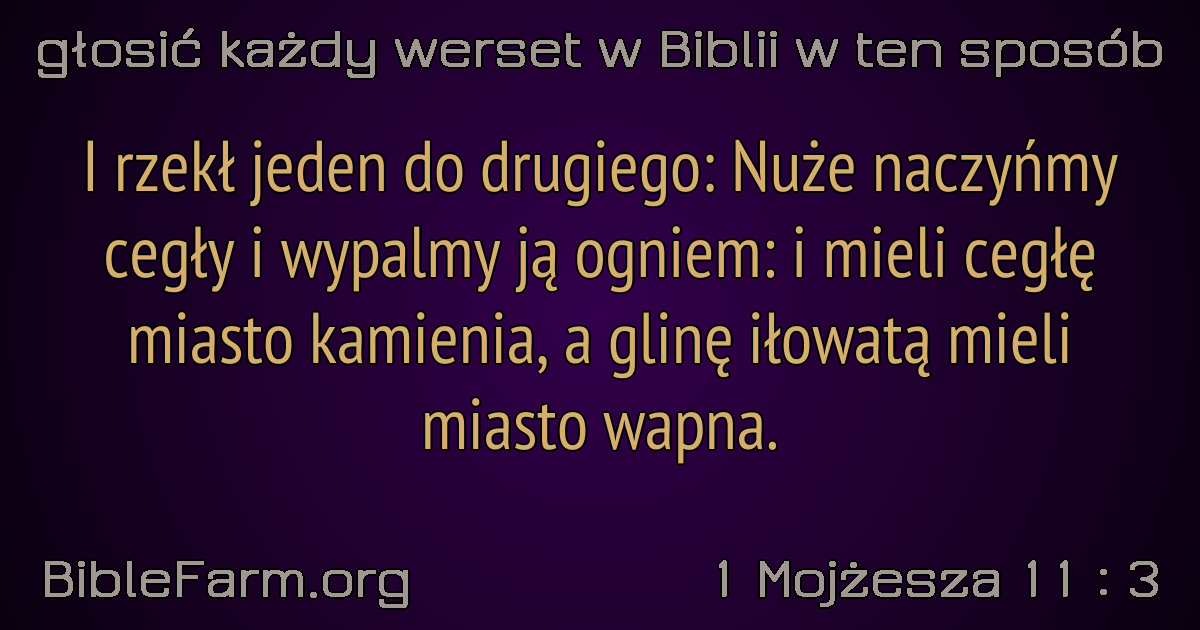 głosić każdy werset w Biblii w ten sposób
I rzekł jeden do drugiego: Nuże naczyńmy
cegły i wypalmy ją ogniem: i mieli cegłę
miasto kamienia, a glinę iłowatą mieli
miasto wapna.
BibleFarm.org
1 Mojżesza 11 : 3